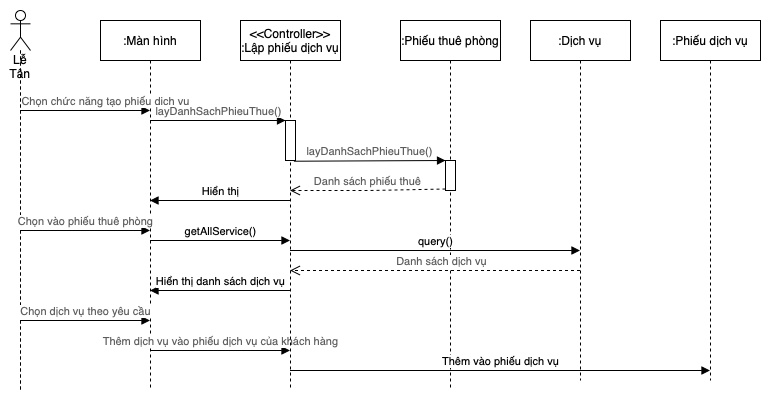 Lễ
Tân
:Màn hình
<<Controller>>
:Lập phiếu dịch vụ
:Phiếu thuê phòng
:Dịch vụ
:Phiếu dịch vụ
Chọn chức năng tạo phiếu dich vu
layDanhSachPhieuThue()
layDanhSachPhieuThue()
Danh sách phiếu thuê
Hiển thị
Chọn vào phiếu thuê phòng
getAllService()
query()
Danh sách dịch vụ
Hiển thị danh sách dịch vụ
Chọn dịch vụ theo yêu cầu
Thêm dịch vụ vào phiếu dịch vụ của khách hàng
Thêm vào phiếu dịch vụ